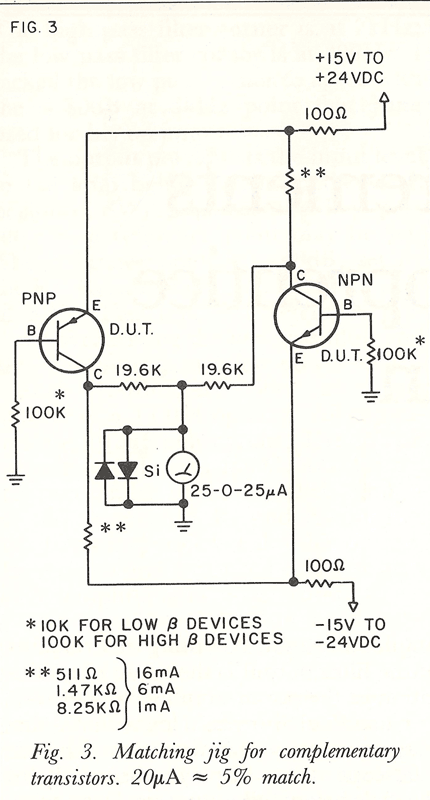 FIG. 3
+15V TO
+24VDC
100Ω
**
C
NPN
B
D.U.T.
E
100K*
PNP
E
B
D.U.T.
C
*
100K
19.6K
19.6K
Si
25-0-25μA
**
100Ω
-15V TO
-24VDC
*10K FOR LOW β DEVICES
100K FOR HIGH β DEVICES
**511Ω } 16mA
1.47KΩ } 6mA
8.25KΩ } 1mA
Fig. 3. Matching jig for complementary
transistors. 20μA ≈ 5% match.